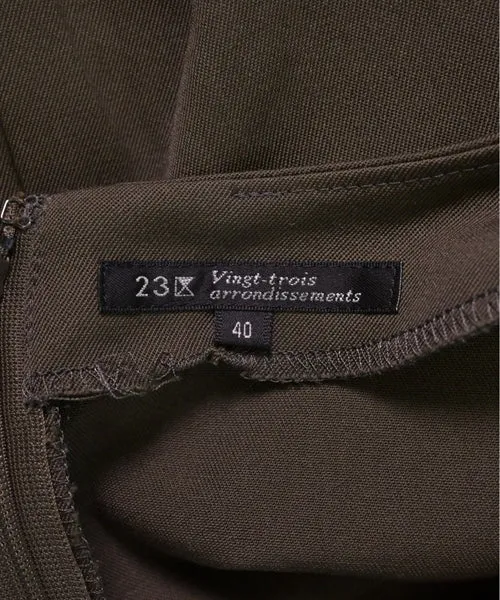 23区 Vingt-trois
arrondissements
40